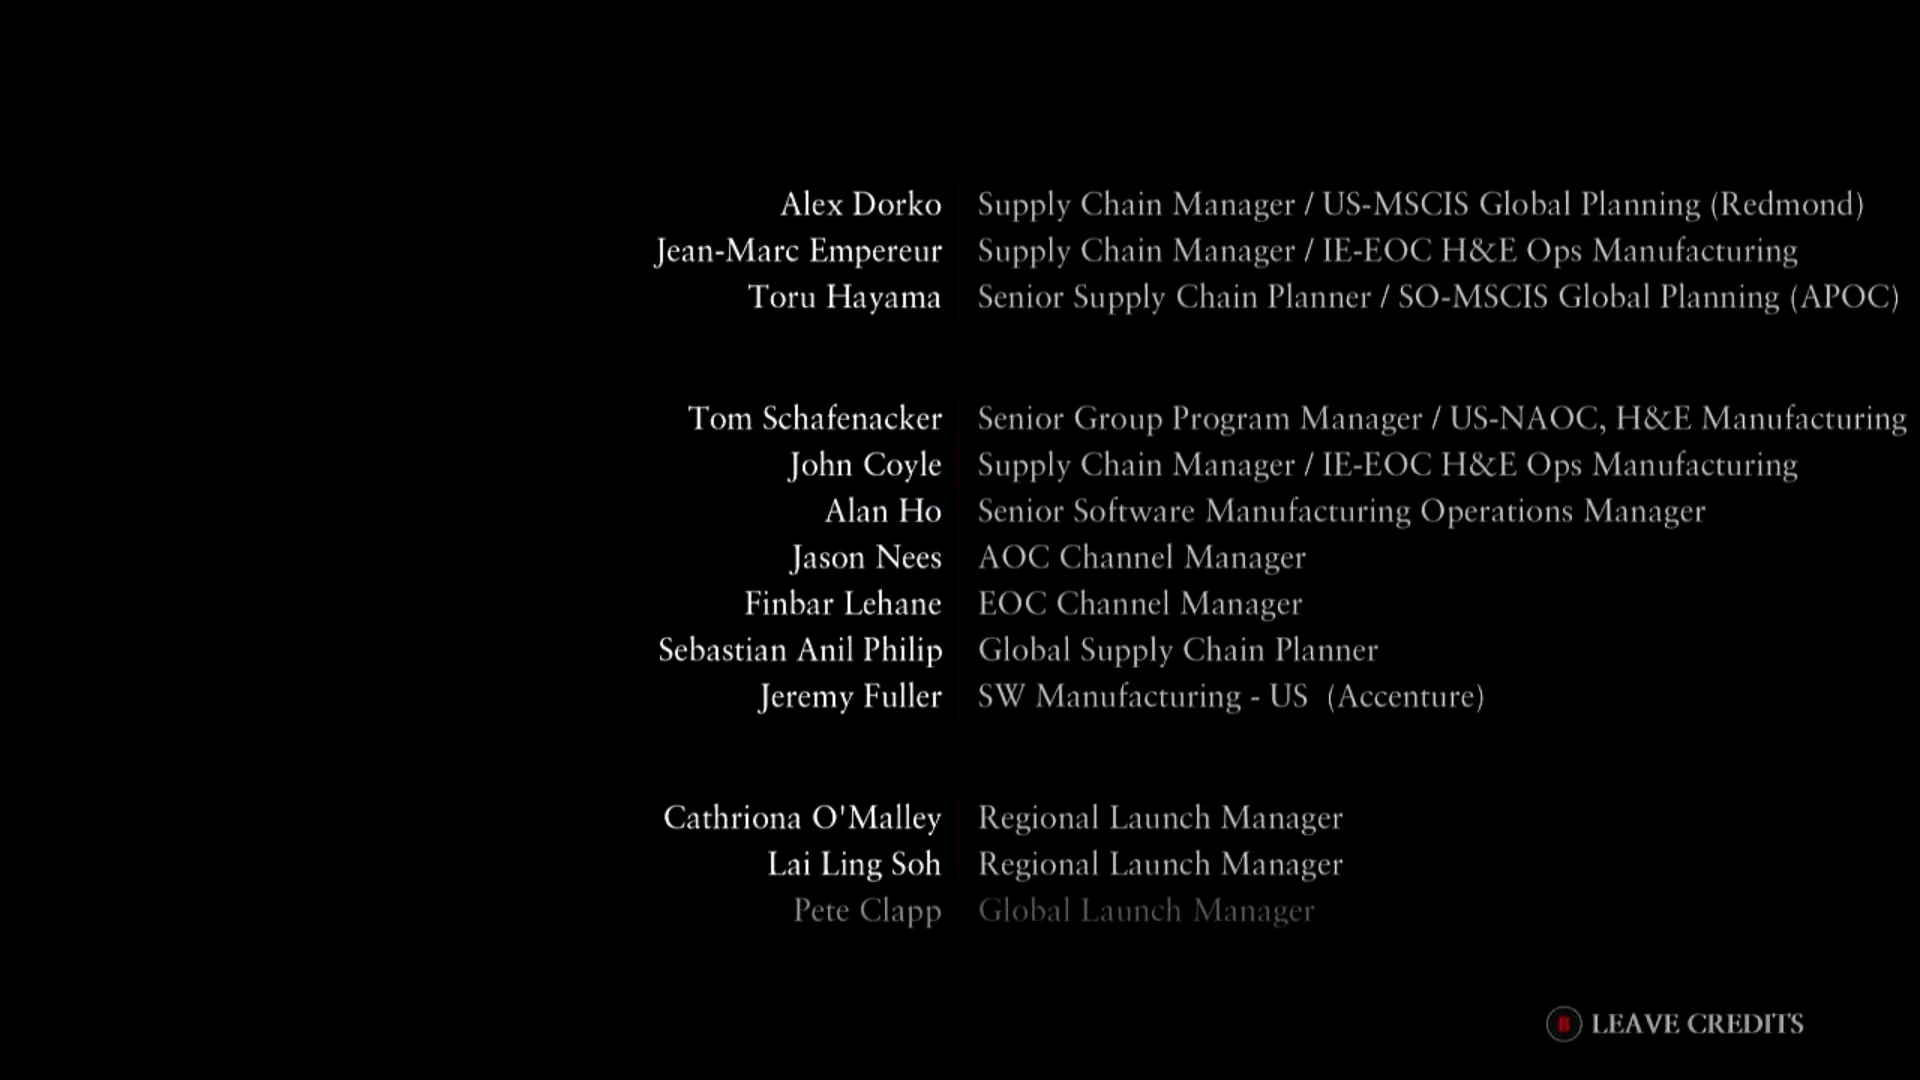 Alex Dorko Supply Chain Manager / US-MSCIS Global Planning (Redmond)
Jean-Marc Empereur Supply Chain Manager / IE-EOC H&E Ops Manufacturing
Toru Hayama Senior Supply Chain Planner / SO-MSCIS Global Planning (APOC)
Tom Schafenacker Senior Group Program Manager / US-NAOC, H&E Manufacturing
John Coyle Supply Chain Manager / IE-EOC H&E Ops Manufacturing
Alan Ho Senior Software Manufacturing Operations Manager
Jason Nees AOC Channel Manager
Finbar Lehane EOC Channel Manager
Sebastian Anil Philip Global Supply Chain Planner
Jeremy Fuller SW Manufacturing - US  (Accenture)
Cathriona O'Malley Regional Launch Manager
Lai Ling Soh Regional Launch Manager
Pete Clapp Global Launch Manager
B LEAVE CREDITS